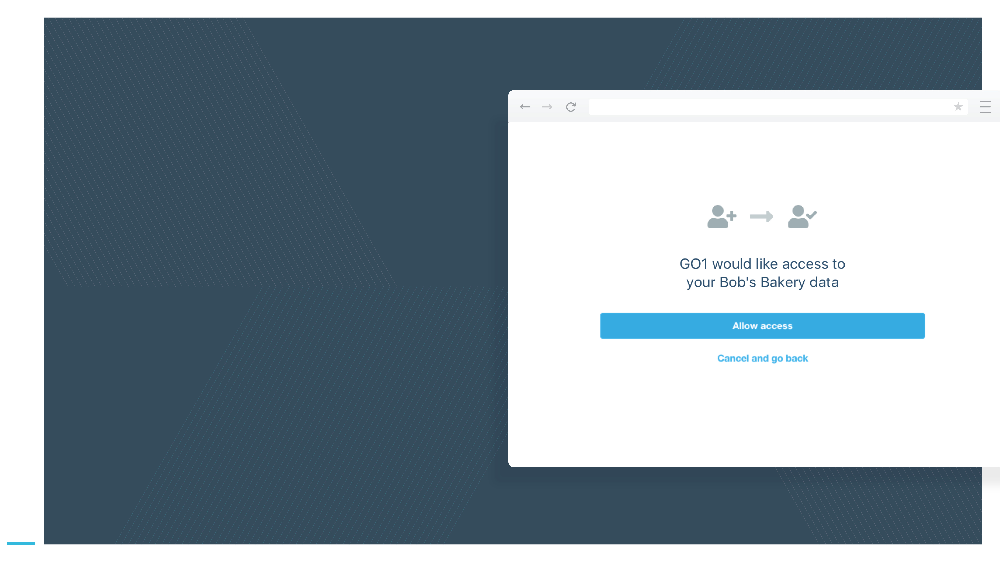 GO1 would like access to
your Bob's Bakery data
Allow access
Cancel and go back